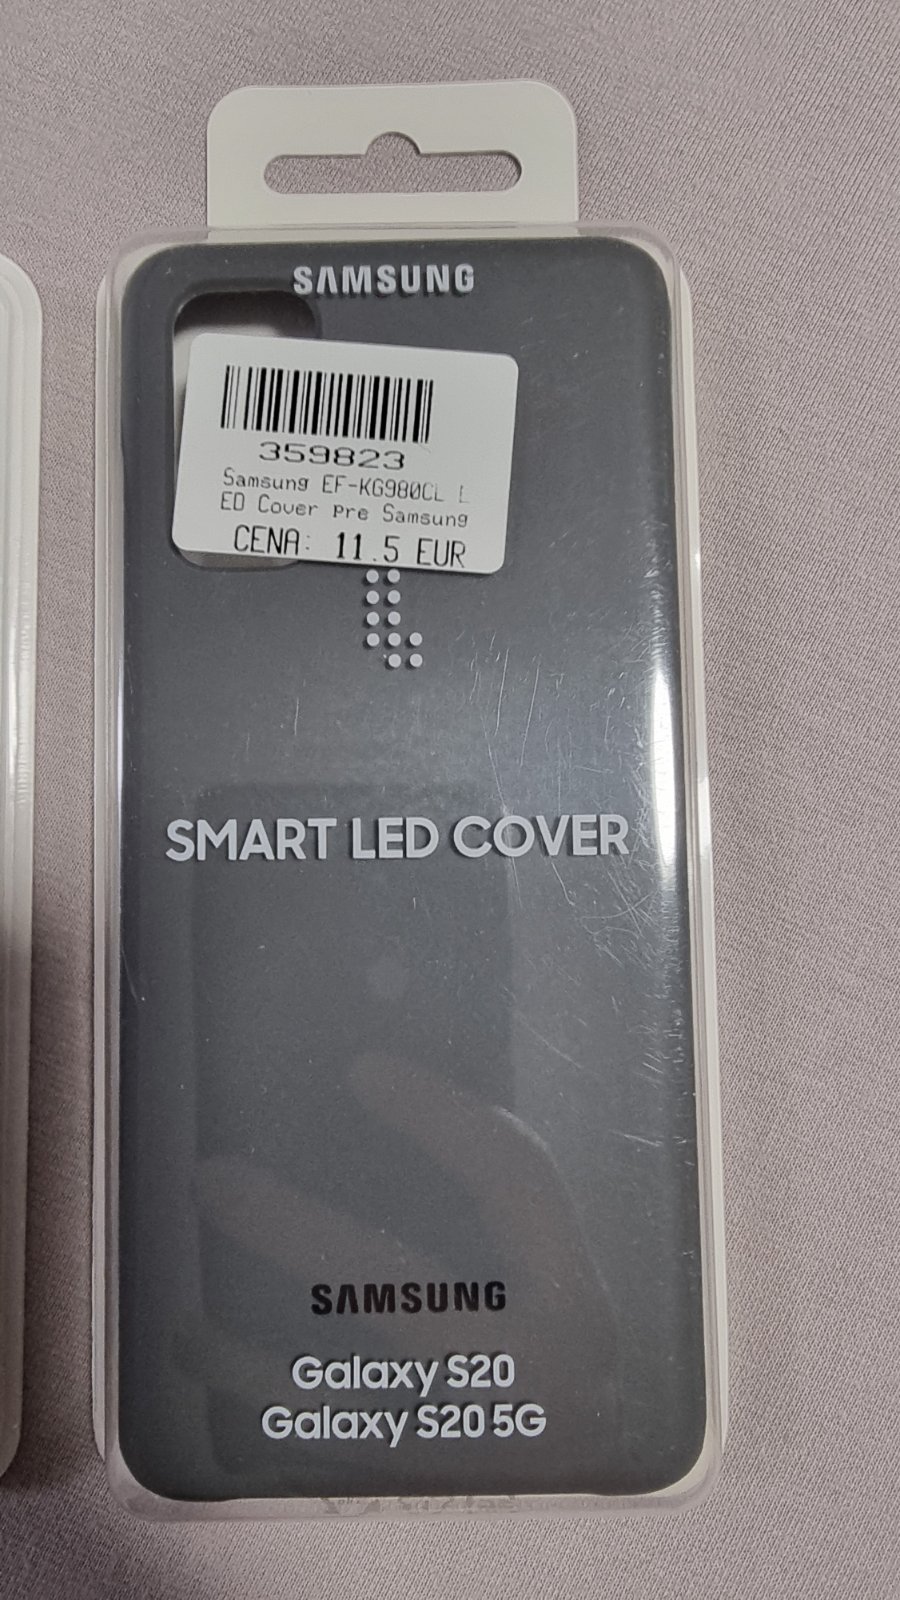 SAMSUNG
359823
Samsung EF-KG980CL L
ED Cover Pre Samsung
CENA: 11.5 EUR
SMART LED COVER
SAMSUNG
Galaxy S20
Galaxy S20 5G